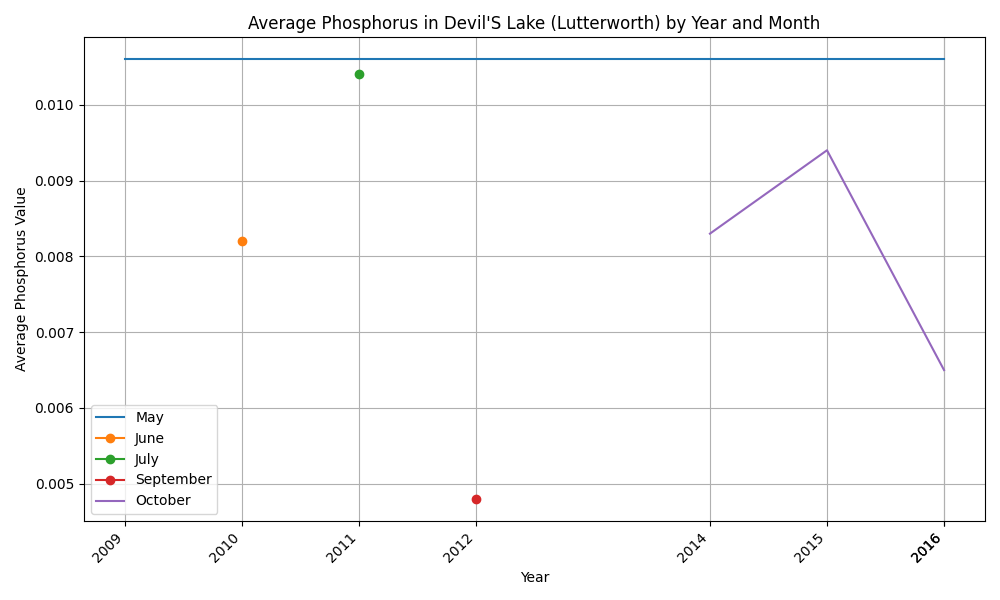 Average Phosphorus in Devil'S Lake (Lutterworth) by Year and Month
Average Phosphorus Value
0.010
0.009
0.008
0.007
0.006
0.005
May
June
July
September
October
2009
2010
2011
2012
2014
2015
2016
Year